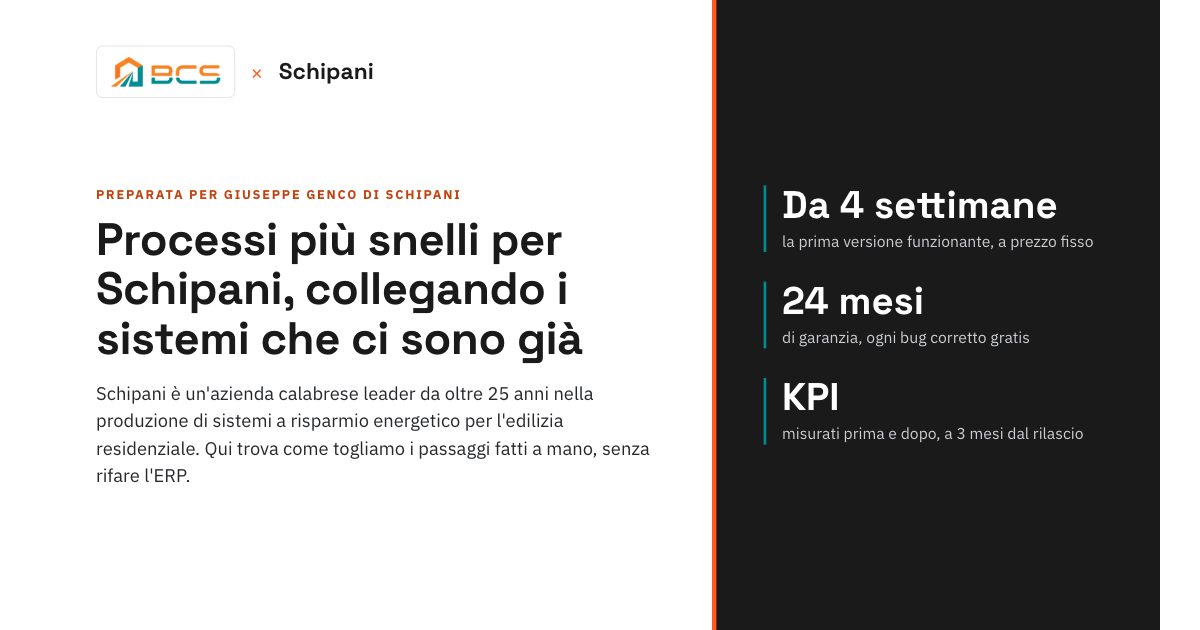 BCS × Schipani
PREPARATA PER GIUSEPPE GENCO DI SCHIPANI
Processi più snelli per
Schipani, collegando i
sistemi che ci sono già
Schipani è un'azienda calabrese leader da oltre 25 anni nella
produzione di sistemi a risparmio energetico per l'edilizia
residenziale. Qui trova come togliamo i passaggi fatti a mano, senza
rifare l'ERP.
Da 4 settimane
la prima versione funzionante, a prezzo fisso
24 mesi
di garanzia, ogni bug corretto gratis
KPI
misurati prima e dopo, a 3 mesi dal rilascio